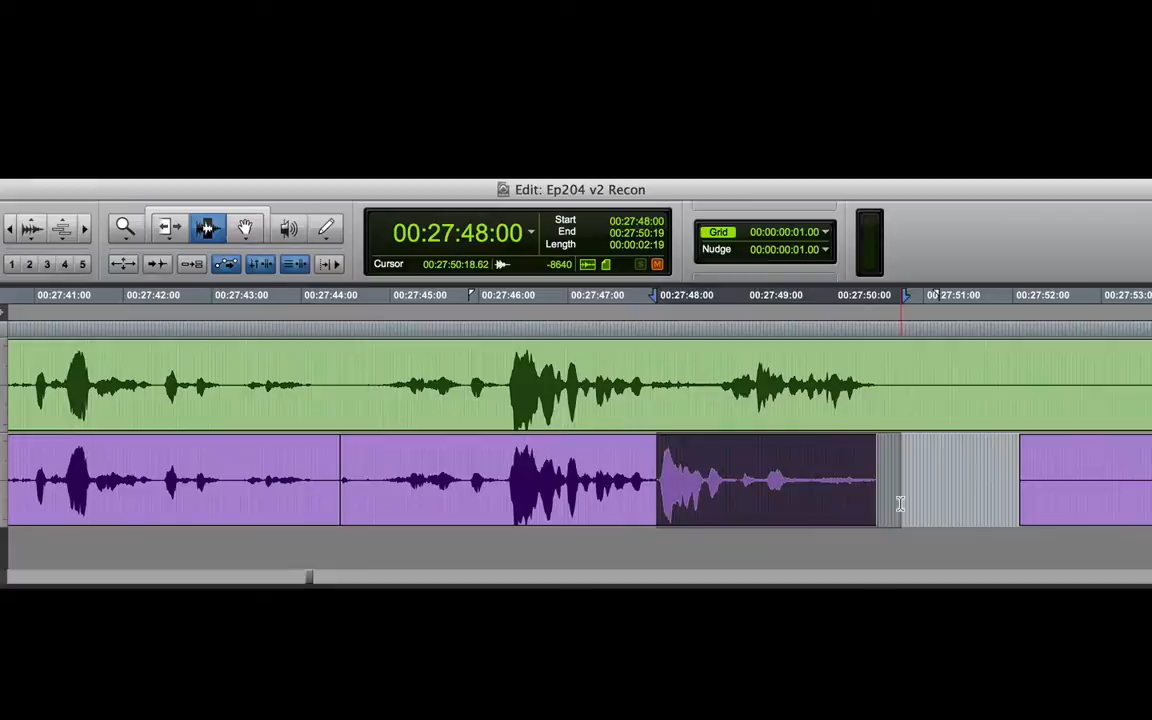 Edit: Ep204 v2 Recon
00:27:48:00
Start 00:27:48:00
End 00:27:50:19
Length 00:00:02:19
Cursor 00:27:50:18.62 -8640 S M
Grid 00:00:00:01.00
Nudge 00:00:00:01.00
1 2 3 4 5
00:27:41:00 00:27:42:00 00:27:43:00 00:27:44:00 00:27:45:00 00:27:46:00 00:27:47:00 00:27:48:00 00:27:49:00 00:27:50:00 00:27:51:00 00:27:52:00 00:27:53:0